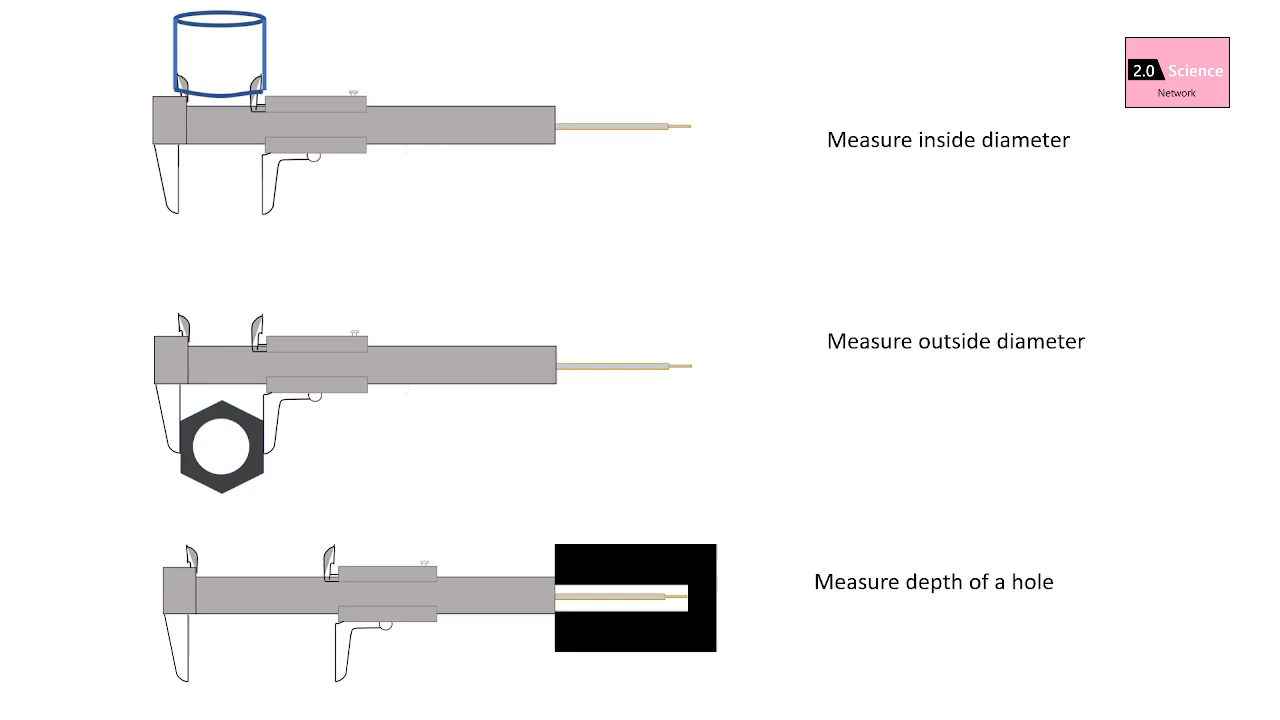 2.0 Science
Network
Measure inside diameter
Measure outside diameter
Measure depth of a hole